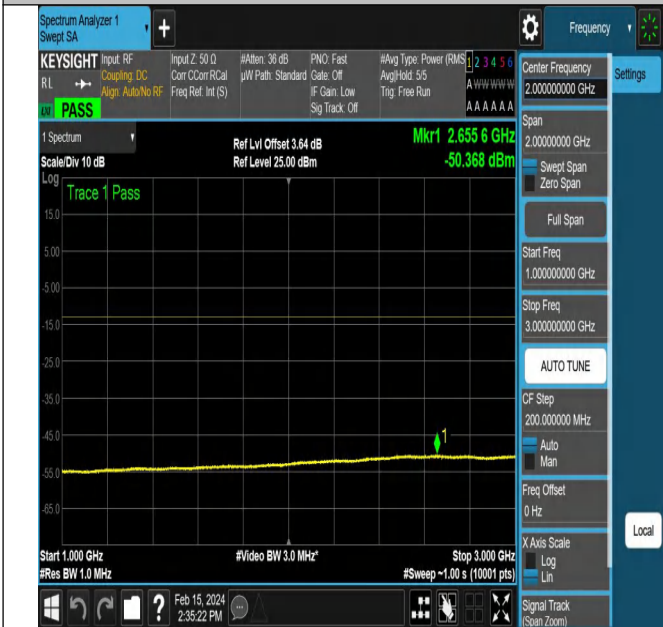 Spectrum Analyzer 1
Swept SA
+
Frequency
KEYSIGHT
RL
PASS
Input: RF
Coupling: DC
Align: Auto/No RF
Input Z: 50 Ω
Corr CCorr RCal
Freq Ref: Int (S)
#Atten: 36 dB
µW Path: Standard
PNO: Fast
Gate: Off
IF Gain: Low
Sig Track: Off
#Avg Type: Power (RMS)
Avg|Hold: 5/5
Trig: Free Run
1 2 3 4 5 6
A W W W W W
A A A A A A
1 Spectrum
Scale/Div 10 dB
Log
Ref Lvl Offset 3.64 dB
Ref Level 25.00 dBm
Mkr1 2.655 6 GHz
-50.368 dBm
Trace 1 Pass
15.0
5.00
-5.00
-15.0
-25.0
-35.0
-45.0
-55.0
-65.0
1
Start 1.000 GHz
#Res BW 1.0 MHz
#Video BW 3.0 MHz*
Stop 3.000 GHz
#Sweep ~1.00 s (10001 pts)
Center Frequency
2.000000000 GHz
Settings
Span
2.00000000 GHz
Swept Span
Zero Span
Full Span
Start Freq
1.000000000 GHz
Stop Freq
3.000000000 GHz
AUTO TUNE
CF Step
200.000000 MHz
Auto
Man
Freq Offset
0 Hz
X Axis Scale
Log
Lin
Local
Signal Track
(Span Zoom)
?
Feb 15, 2024
2:35:22 PM